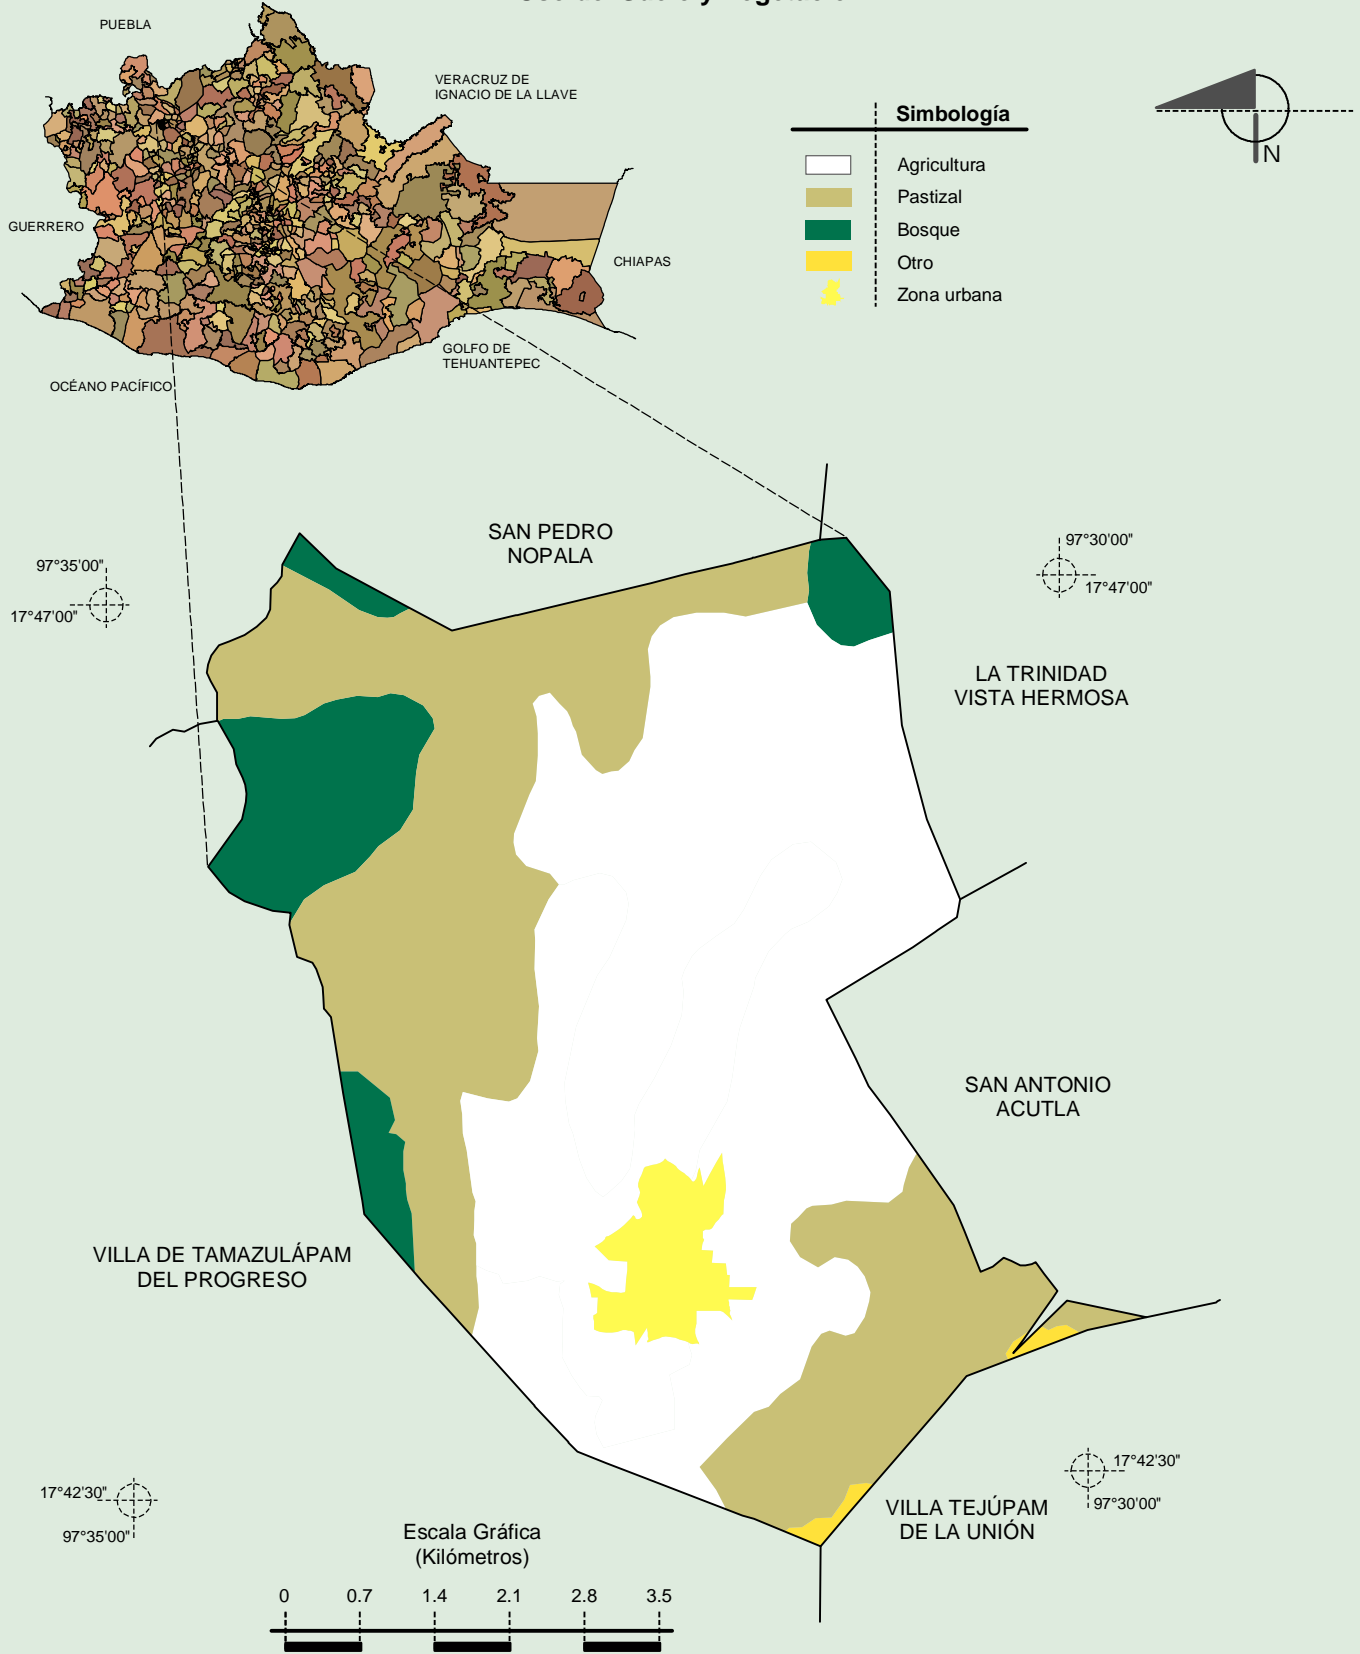 PUEBLA
VERACRUZ DE
IGNACIO DE LA LLAVE
GUERRERO
CHIAPAS
GOLFO DE
TEHUANTEPEC
OCÉANO PACÍFICO
Simbología
Agricultura
Pastizal
Bosque
Otro
Zona urbana
N
SAN PEDRO
NOPALA
97°35'00"
17°47'00"
97°30'00"
17°47'00"
LA TRINIDAD
VISTA HERMOSA
SAN ANTONIO
ACUTLA
VILLA DE TAMAZULÁPAM
DEL PROGRESO
17°42'30"
97°35'00"
17°42'30"
97°30'00"
VILLA TEJÚPAM
DE LA UNIÓN
Escala Gráfica
(Kilómetros)
0 0.7 1.4 2.1 2.8 3.5